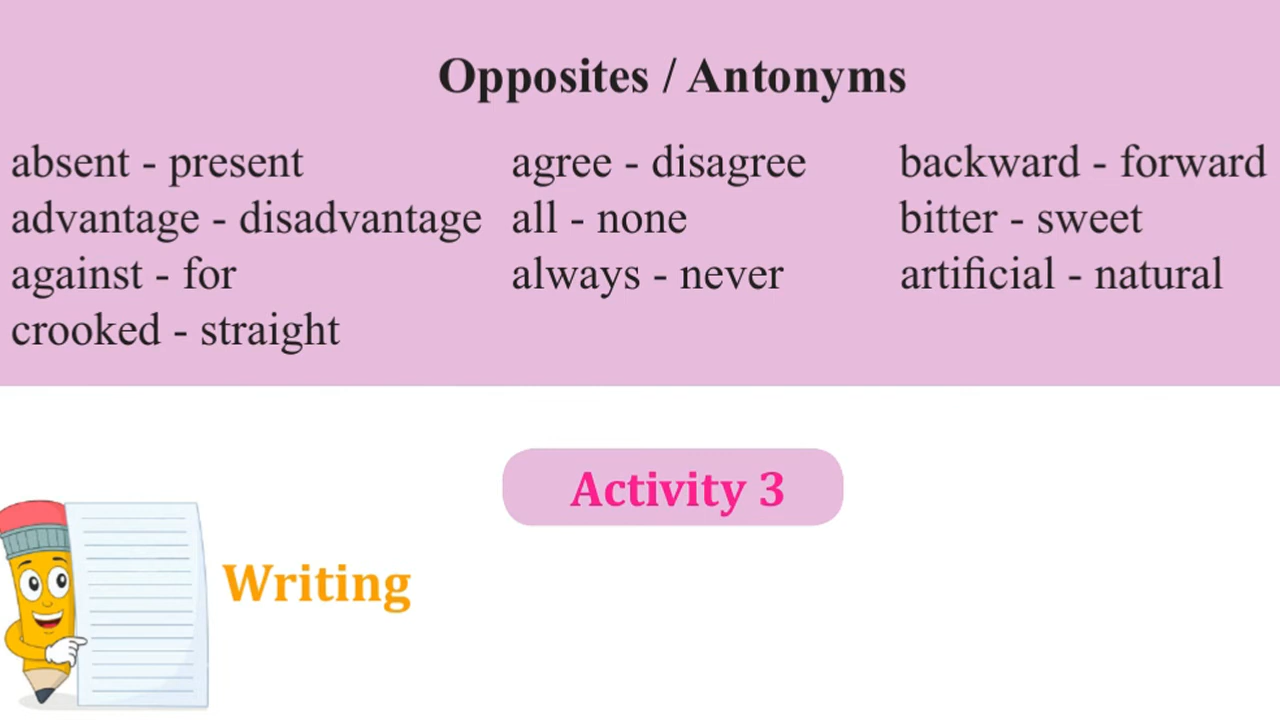 Opposites / Antonyms
absent - present
advantage - disadvantage
against - for
crooked - straight
agree - disagree
all - none
always - never
backward - forward
bitter - sweet
artificial - natural
Activity 3
Writing